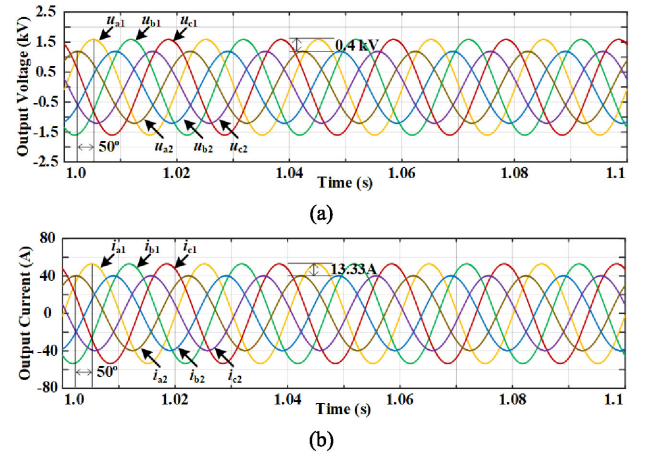 2.5
1.5
0.5
-0.5
-1.5
-2.5
Output Voltage (kV)
u_a1 u_b1 u_c1
0.4 kV
u_a2 u_b2 u_c2
50°
1.0 1.02 1.04 1.06 1.08 1.1
Time (s)
(a)
80
40
0
-40
-80
Output Current (A)
i_a1 i_b1 i_c1
13.33A
i_a2 i_b2 i_c2
50°
1.0 1.02 1.04 1.06 1.08 1.1
Time (s)
(b)